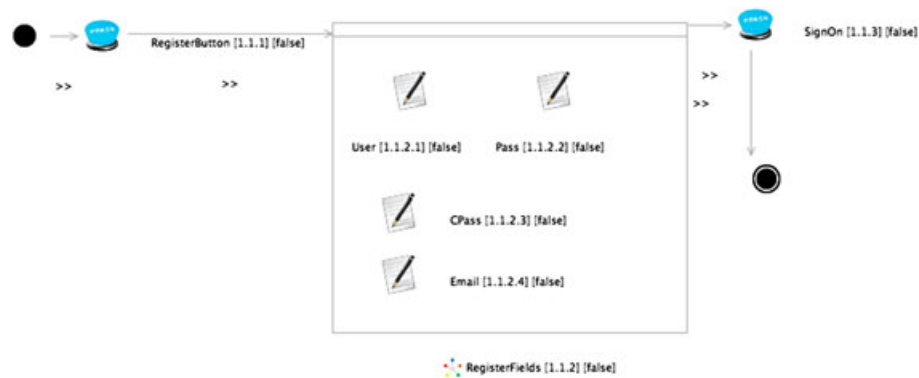 RegisterButton [1.1.1] [false]
SignOn [1.1.3] [false]
>>
>>
>>
>>
User [1.1.2.1] [false]
Pass [1.1.2.2] [false]
CPass [1.1.2.3] [false]
Email [1.1.2.4] [false]
RegisterFields [1.1.2] [false]